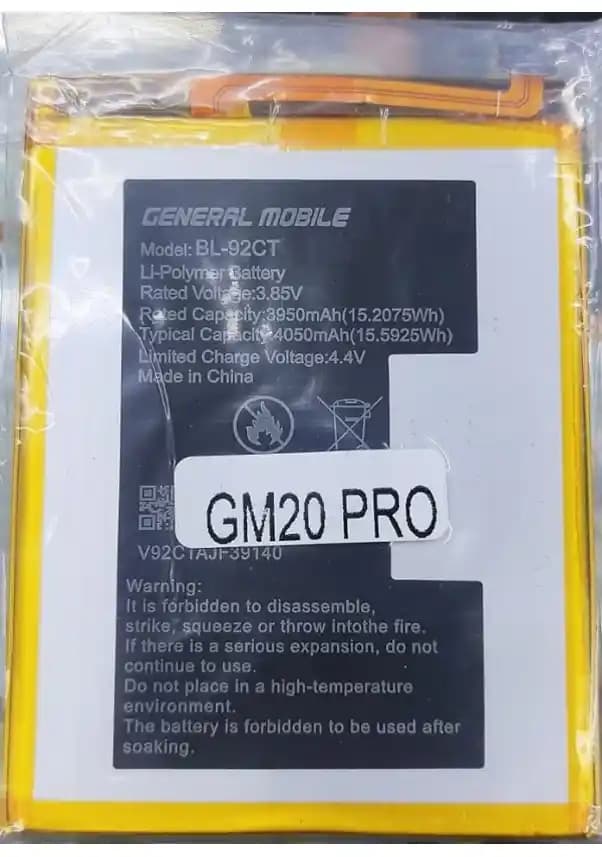 GENERAL MOBILE
Model: BL-92CT
LI-Polymer Battery
Rated Voltage:3.85V
Rated Capacity:3950mAh(15.2075Wh)
Typical Capacity:4050mAh(15.5925Wh)
Limited Charge Voltage:4.4V
Made in China
GM20 PRO
V92CTAJF39140
Warning:
It is forbidden to disassemble,
strike, squeeze or throw intothe fire.
If there is a serious expansion, do not
continue to use.
Do not place in a high-temperature
environment.
The battery is forbidden to be used after
soaking.